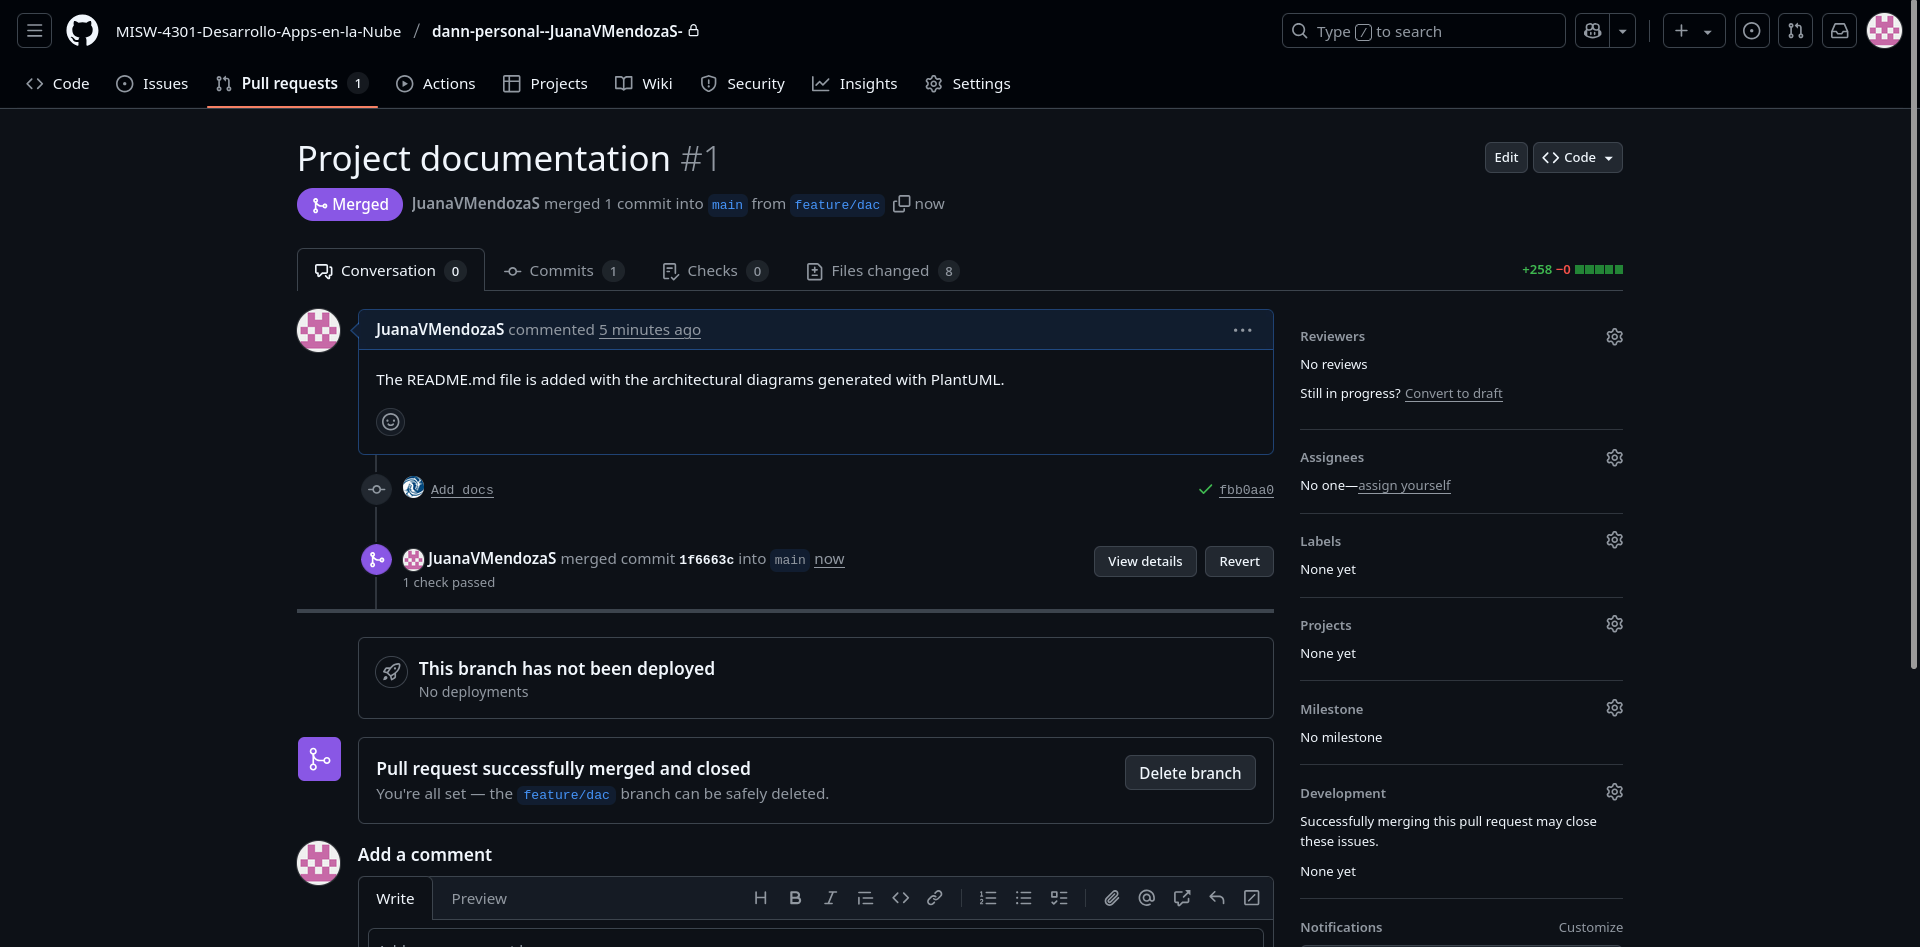 MISW-4301-Desarrollo-Apps-en-la-Nube / dann-personal--JuanaVMendozaS-
Type / to search
Code Issues Pull requests 1 Actions Projects Wiki Security Insights Settings
Project documentation #1
Edit Code
Merged JuanaVMendozaS merged 1 commit into main from feature/dac now
Conversation 0 Commits 1 Checks 0 Files changed 8
+258 −0
JuanaVMendozaS commented 5 minutes ago
The README.md file is added with the architectural diagrams generated with PlantUML.
Add docs fbb0aa0
JuanaVMendozaS merged commit 1f6663c into main now
1 check passed
View details Revert
This branch has not been deployed
No deployments
Pull request successfully merged and closed
You're all set — the feature/dac branch can be safely deleted.
Delete branch
Add a comment
Write Preview
Reviewers
No reviews
Still in progress? Convert to draft
Assignees
No one—assign yourself
Labels
None yet
Projects
None yet
Milestone
No milestone
Development
Successfully merging this pull request may close
these issues.
None yet
Notifications Customize